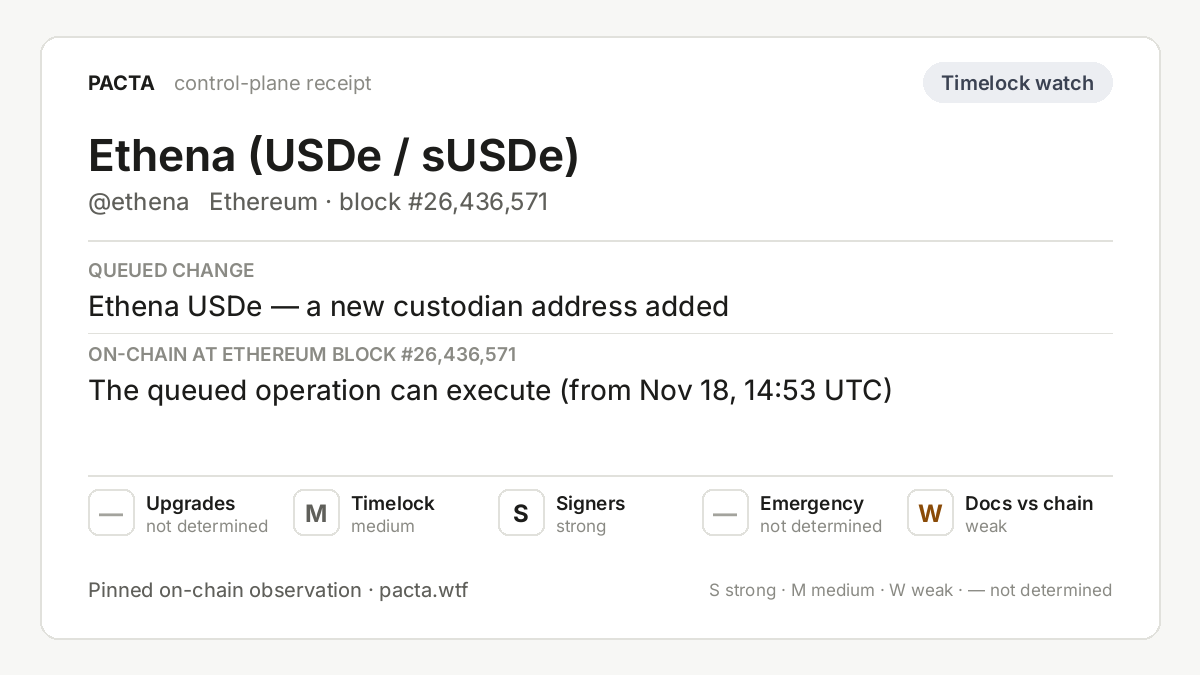 PACTA control-plane receipt
Timelock watch
Ethena (USDe / sUSDe)
@ethena Ethereum · block #26,436,571
QUEUED CHANGE
Ethena USDe — a new custodian address added
ON-CHAIN AT ETHEREUM BLOCK #26,436,571
The queued operation can execute (from Nov 18, 14:53 UTC)
— Upgrades
not determined
M Timelock
medium
S Signers
strong
— Emergency
not determined
W Docs vs chain
weak
Pinned on-chain observation · pacta.wtf
S strong · M medium · W weak · — not determined